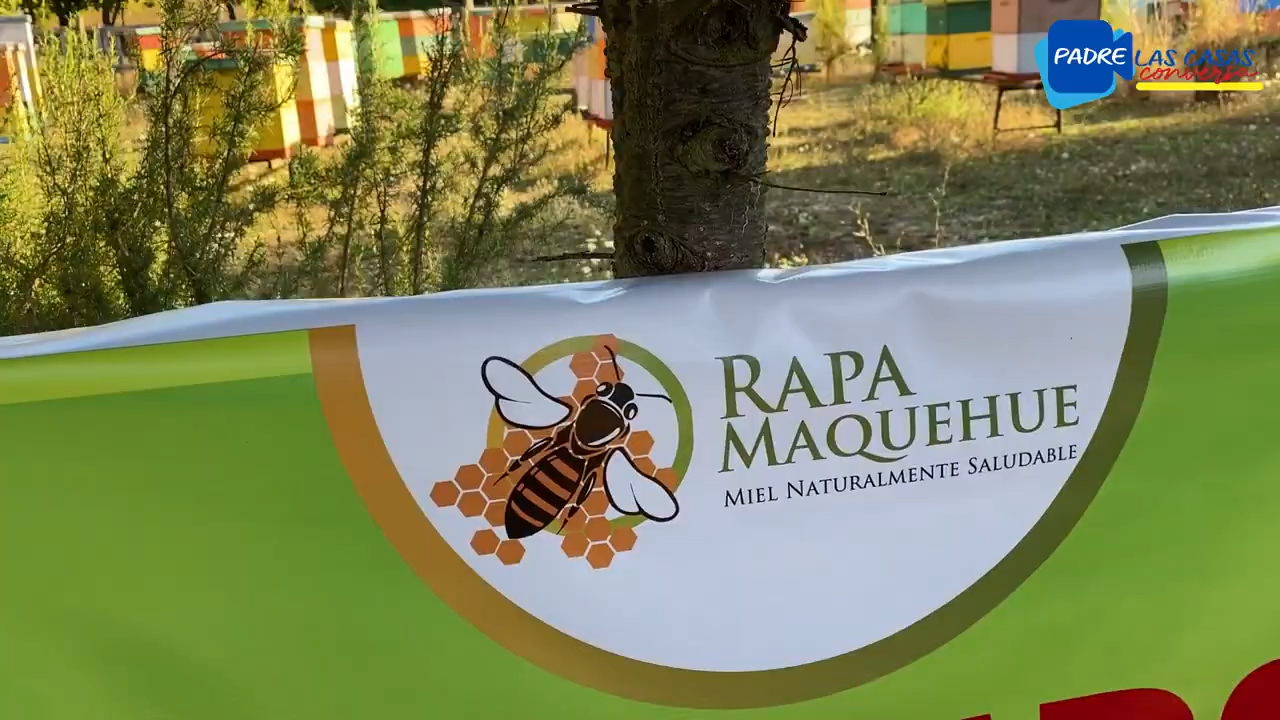 PADRE LAS CASAS
conversa
RAPA
MAQUEHUE
MIEL NATURALMENTE SALUDABLE